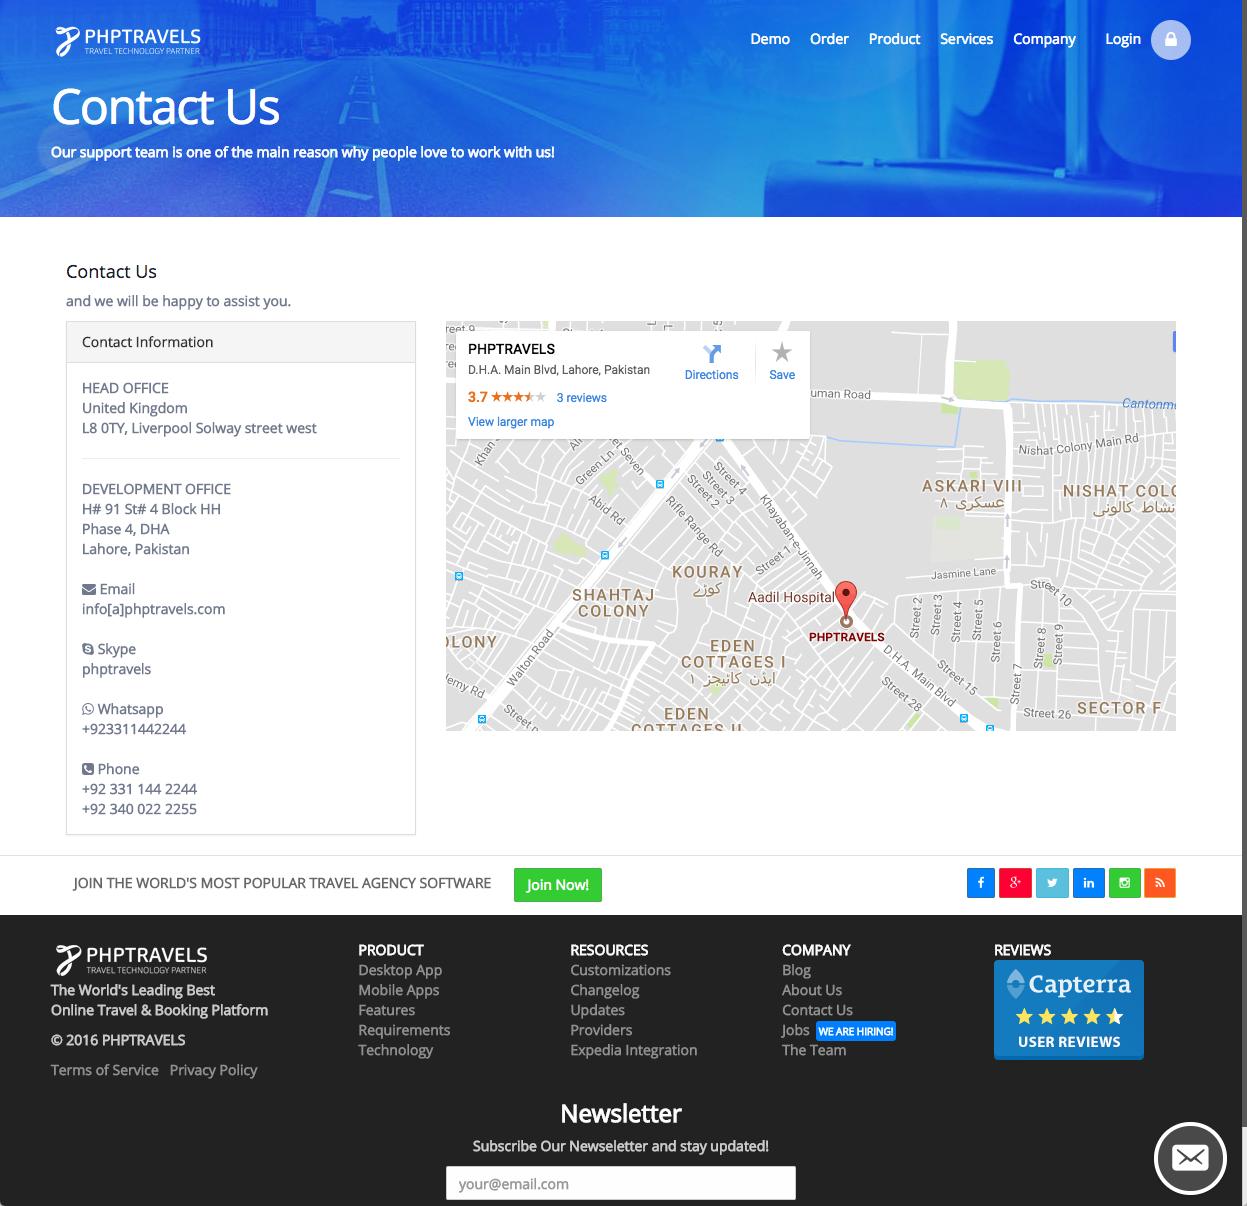 PHPTRAVELS
TRAVEL TECHNOLOGY PARTNER
Demo Order Product Services Company Login
Contact Us
Our support team is one of the main reason why people love to work with us!
Contact Us
and we will be happy to assist you.
Contact Information
HEAD OFFICE
United Kingdom
L8 0TY, Liverpool Solway street west
DEVELOPMENT OFFICE
H# 91 St# 4 Block HH
Phase 4, DHA
Lahore, Pakistan
Email
info[a]phptravels.com
Skype
phptravels
Whatsapp
+923311442244
Phone
+92 331 144 2244
+92 340 022 2255
PHPTRAVELS
D.H.A. Main Blvd, Lahore, Pakistan
3.7 3 reviews
View larger map
Directions
Save
uman Road
Cantonm
Nishat Colony Main Rd
Khan
Green Ln
et Seven
Abid Rd
Rifle Range Rd
Street 2
Street 3
Street 4
Khayaban-e-Jinnah
Street 1
ASKARI VIII
عسکری ۸
NISHAT COLO
نشاط کالونی
KOURAY
کوڑے
SHAHTAJ
COLONY
Jasmine Lane
Street 10
Aadil Hospital
PHPTRAVELS
Street 2
Street 3
Street 4
Street 5
Street 6
Street 7
Street 8
Street 9
OLONY
EDEN
COTTAGES I
ایڈن کاٹیجز ۱
Walton Road
emy Rd
D.H.A. Main Blvd
Street 15
Street 28
Street 26
SECTOR F
EDEN
COTTAGES II
JOIN THE WORLD'S MOST POPULAR TRAVEL AGENCY SOFTWARE
Join Now!
PHPTRAVELS
TRAVEL TECHNOLOGY PARTNER
The World's Leading Best
Online Travel & Booking Platform
© 2016 PHPTRAVELS
Terms of Service Privacy Policy
PRODUCT
Desktop App
Mobile Apps
Features
Requirements
Technology
RESOURCES
Customizations
Changelog
Updates
Providers
Expedia Integration
COMPANY
Blog
About Us
Contact Us
Jobs WE ARE HIRING!
The Team
REVIEWS
Capterra
USER REVIEWS
Newsletter
Subscribe Our Newseletter and stay updated!
your@email.com